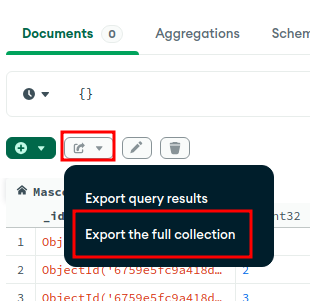 Documents 0 Aggregations Schem
{}
Export query results
Export the full collection
Masco
_id
nt32
1 Obj
2 ObjectId('6759e5fc9a418d… 2
3 ObjectId('6759e5fc9a418d… 3